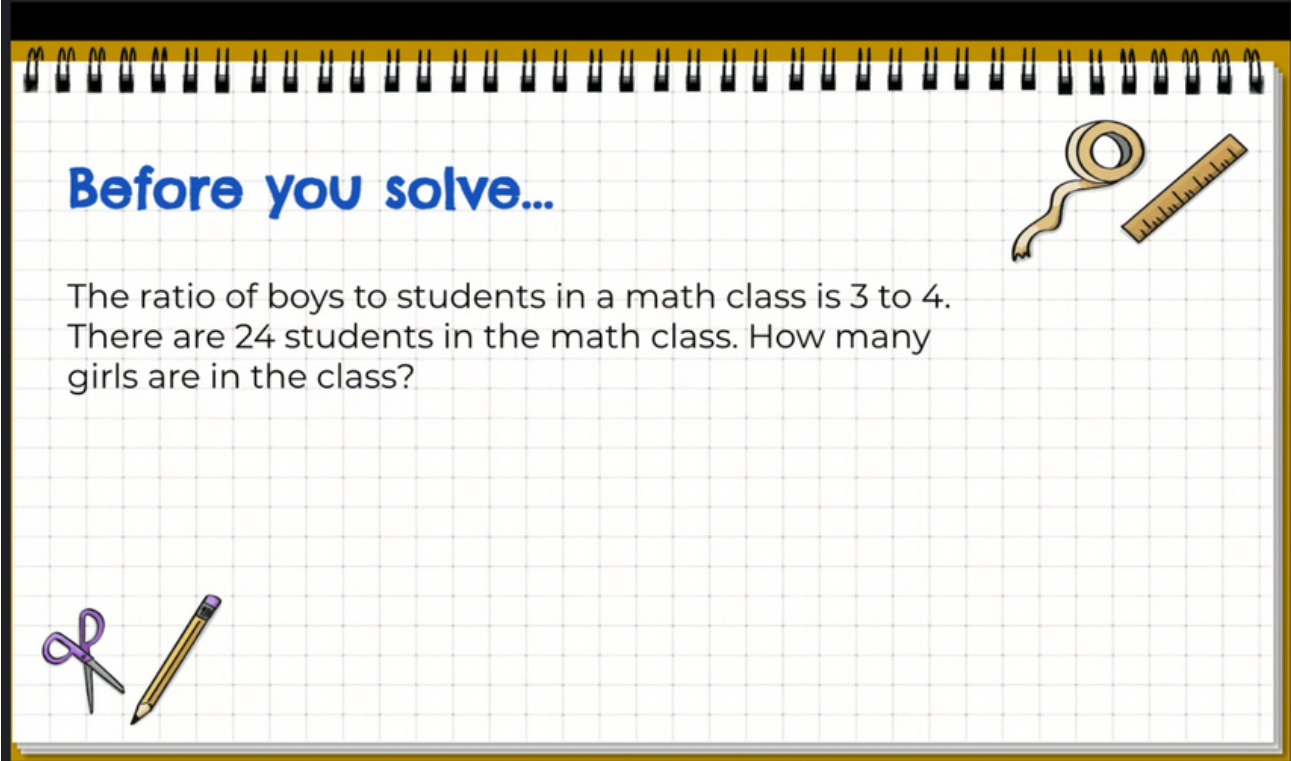 Before you solve...
The ratio of boys to students in a math class is 3 to 4.
There are 24 students in the math class. How many
girls are in the class?